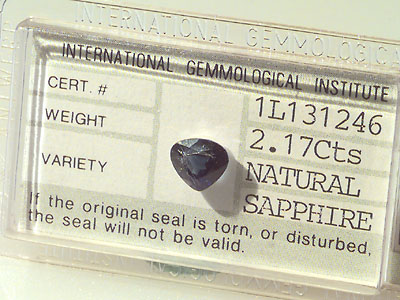 INTERNATIONAL GEMMOLOGICAL
INTERNATIONAL GEMMOLOGICAL INSTITUTE
CERT. # 1L131246
WEIGHT 2.17Cts
VARIETY NATURAL
SAPPHIRE
If the original seal is torn, or disturbed,
the seal will not be valid.